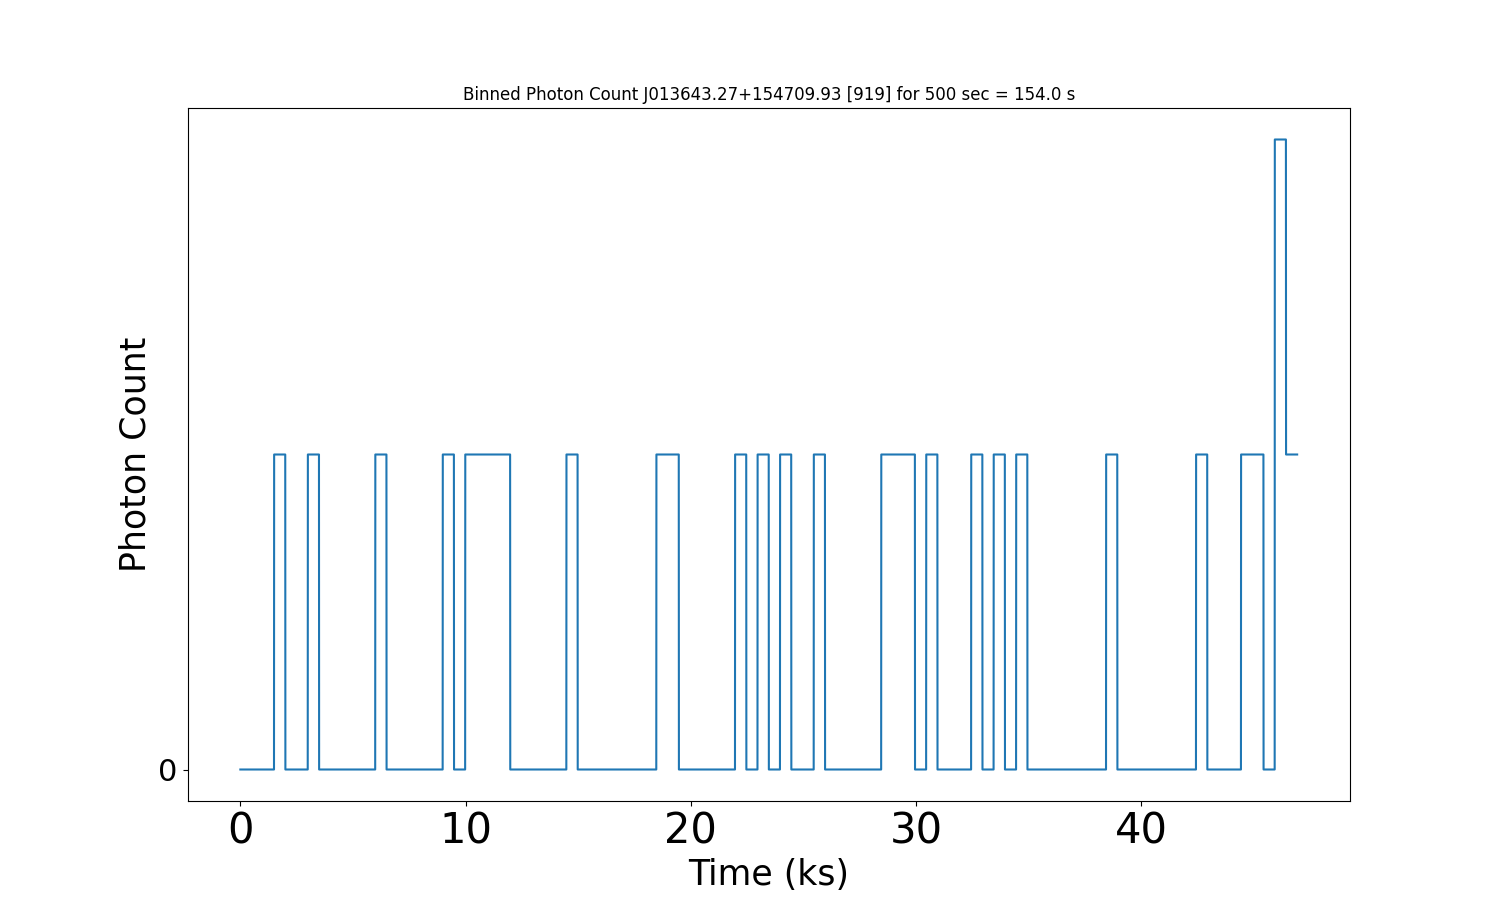 Binned Photon Count J013643.27+154709.93 [919] for 500 sec = 154.0 s
Photon Count
0
0 10 20 30 40
Time (ks)